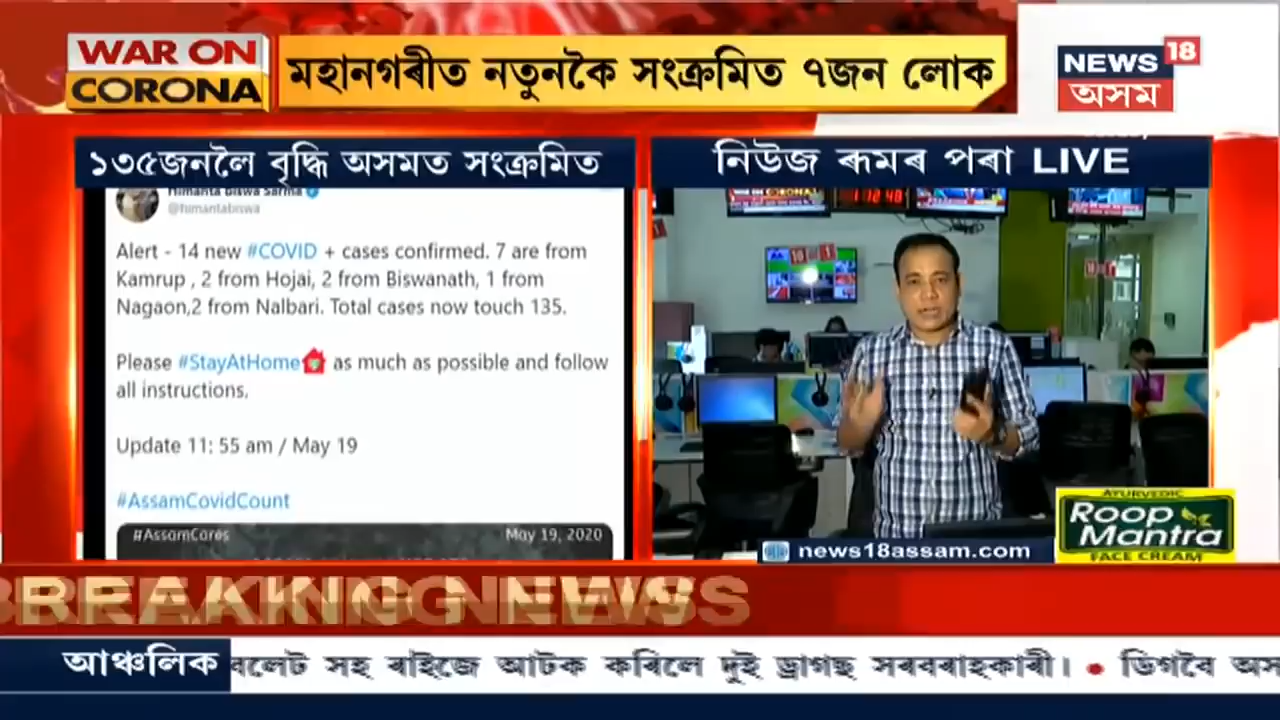 WAR ON
CORONA
মহানগৰীত নতুনকৈ সংক্ৰমিত ৭জন লোক
NEWS 18
অসম
১৩৫জনলৈ বৃদ্ধি অসমত সংক্ৰমিত
নিউজ ৰূমৰ পৰা LIVE
Himanta Biswa Sarma
@himantabiswa
Alert - 14 new #COVID + cases confirmed. 7 are from
Kamrup , 2 from Hojai, 2 from Biswanath, 1 from
Nagaon,2 from Nalbari. Total cases now touch 135.
Please #StayAtHome as much as possible and follow
all instructions.
Update 11: 55 am / May 19
#AssamCovidCount
#AssamCares
May 19, 2020
AYURVEDIC
Roop
Mantra
FACE CREAM
news18assam.com
BREAKING NEWS
আঞ্চলিক
বলেট সহ ৰাইজে আটক কৰিলে দুই ড্ৰাগছ সৰবৰাহকাৰী। • ডিগবৈ অস